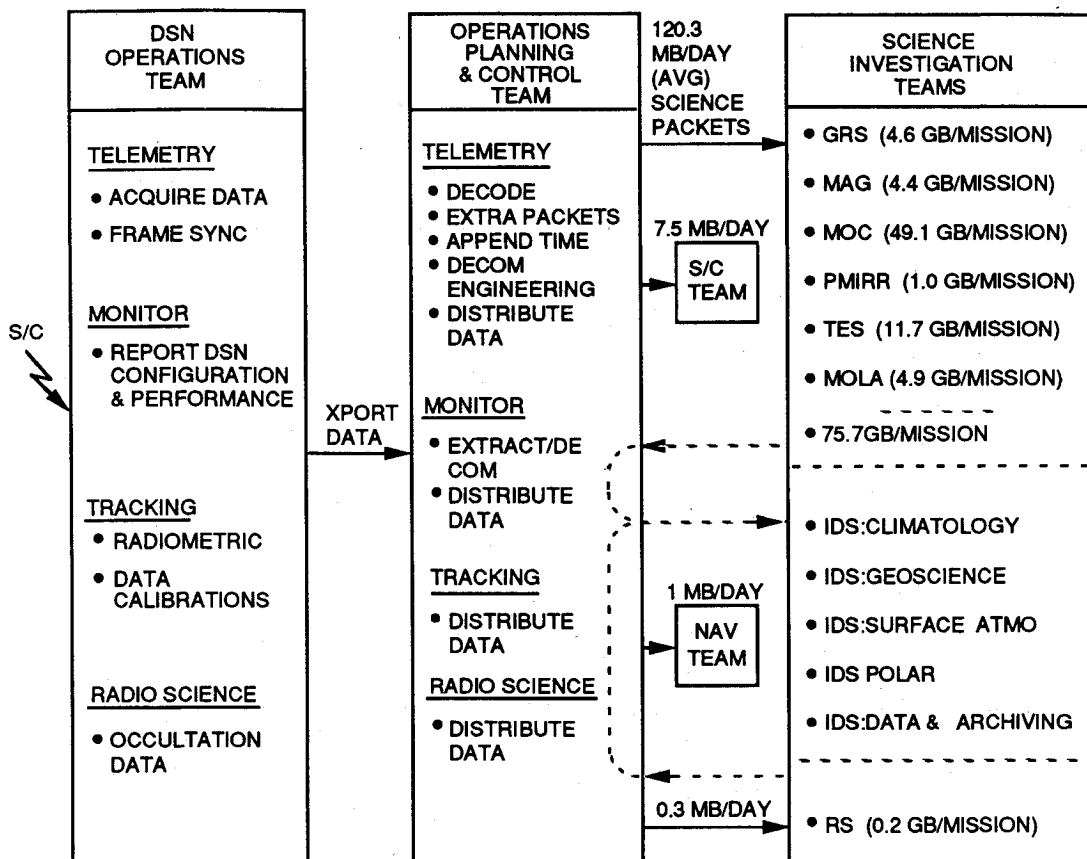 S/C
DSN
OPERATIONS
TEAM
TELEMETRY
• ACQUIRE DATA
• FRAME SYNC
MONITOR
• REPORT DSN
CONFIGURATION
& PERFORMANCE
TRACKING
• RADIOMETRIC
• DATA
CALIBRATIONS
RADIO SCIENCE
• OCCULTATION
DATA
XPORT
DATA
OPERATIONS
PLANNING
& CONTROL
TEAM
TELEMETRY
• DECODE
• EXTRA PACKETS
• APPEND TIME
• DECOM
ENGINEERING
• DISTRIBUTE
DATA
MONITOR
• EXTRACT/DE
COM
• DISTRIBUTE
DATA
TRACKING
• DISTRIBUTE
DATA
RADIO SCIENCE
• DISTRIBUTE
DATA
120.3
MB/DAY
(AVG)
SCIENCE
PACKETS
7.5 MB/DAY
S/C
TEAM
1 MB/DAY
NAV
TEAM
0.3 MB/DAY
SCIENCE
INVESTIGATION
TEAMS
• GRS (4.6 GB/MISSION)
• MAG (4.4 GB/MISSION)
• MOC (49.1 GB/MISSION)
• PMIRR (1.0 GB/MISSION)
• TES (11.7 GB/MISSION)
• MOLA (4.9 GB/MISSION)
• 75.7GB/MISSION
• IDS:CLIMATOLOGY
• IDS:GEOSCIENCE
• IDS:SURFACE ATMO
• IDS POLAR
• IDS:DATA & ARCHIVING
• RS (0.2 GB/MISSION)